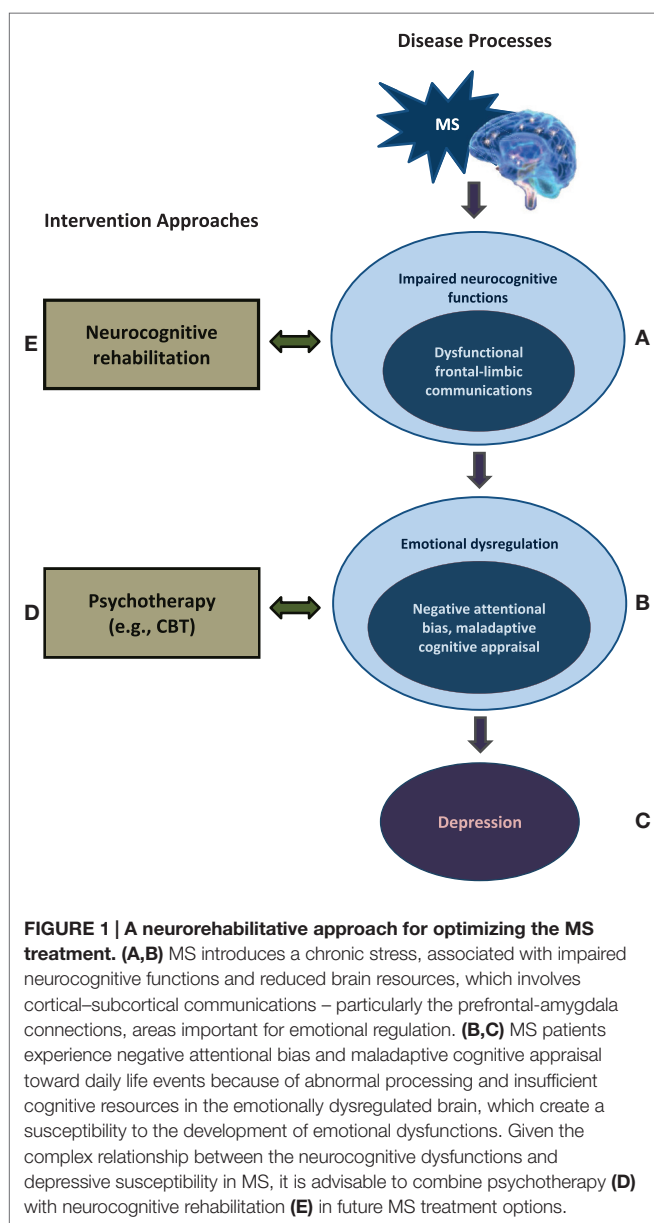 Disease Processes
MS
Intervention Approaches
Impaired neurocognitive
functions
E
Neurocognitive
rehabilitation
A
Dysfunctional
frontal-limbic
communications
Emotional dysregulation
D
Psychotherapy
(e.g., CBT)
B
Negative attentional
bias, maladaptive
cognitive appraisal
Depression
C
FIGURE 1 | A neurorehabilitative approach for optimizing the MS
treatment. (A,B) MS introduces a chronic stress, associated with impaired
neurocognitive functions and reduced brain resources, which involves
cortical–subcortical communications – particularly the prefrontal-amygdala
connections, areas important for emotional regulation. (B,C) MS patients
experience negative attentional bias and maladaptive cognitive appraisal
toward daily life events because of abnormal processing and insufficient
cognitive resources in the emotionally dysregulated brain, which create a
susceptibility to the development of emotional dysfunctions. Given the
complex relationship between the neurocognitive dysfunctions and
depressive susceptibility in MS, it is advisable to combine psychotherapy (D)
with neurocognitive rehabilitation (E) in future MS treatment options.